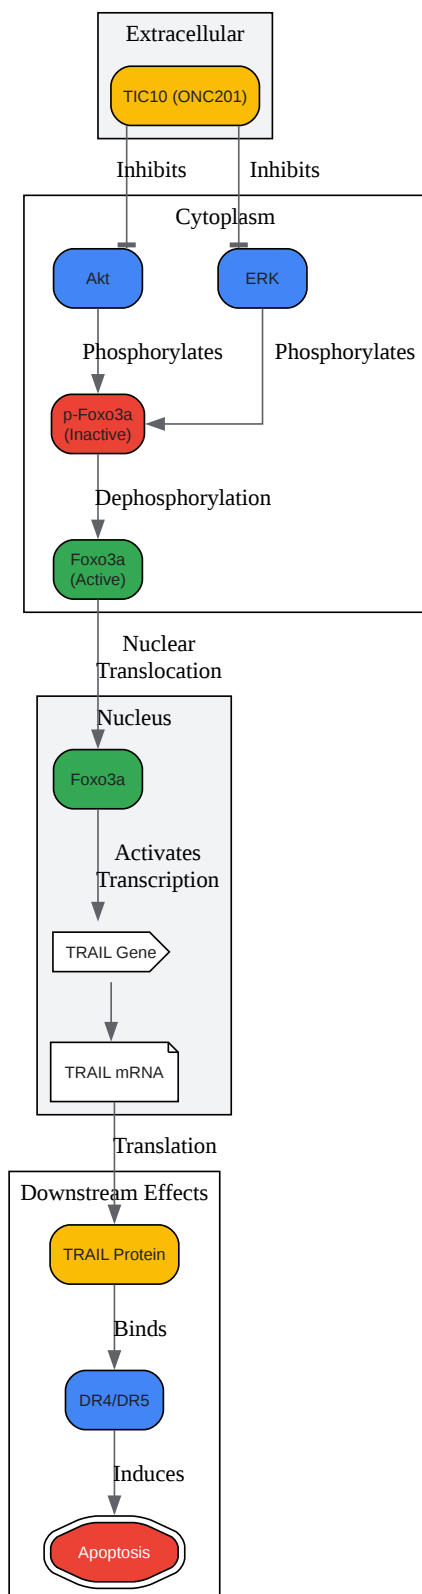 Extracellular
TIC10 (ONC201)
Inhibits
Inhibits
Cytoplasm
Akt
ERK
Phosphorylates
Phosphorylates
p-Foxo3a
(Inactive)
Dephosphorylation
Foxo3a
(Active)
Nuclear
Translocation
Nucleus
Foxo3a
Activates
Transcription
TRAIL Gene
TRAIL mRNA
Translation
Downstream Effects
TRAIL Protein
Binds
DR4/DR5
Induces
Apoptosis